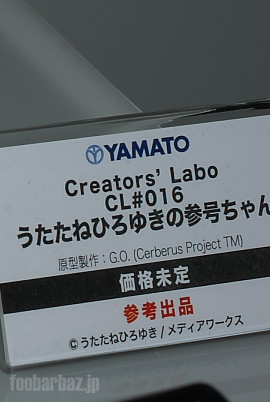 YAMATO
Creators' Labo
CL#016
うたたねひろゆきの参号ちゃん
原型製作：G.O. (Cerberus Project TM)
価格未定
参考出品
©うたたねひろゆき / メディアワークス
foobarbaz.jp